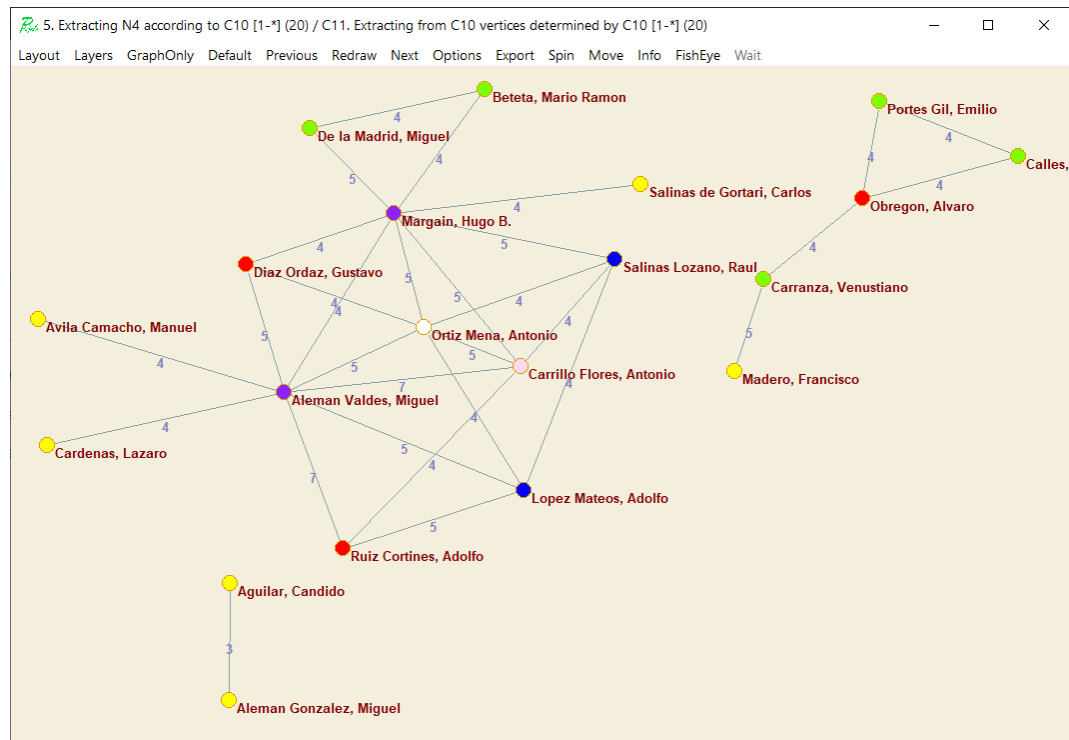 5. Extracting N4 according to C10 [1-*] (20) / C11. Extracting from C10 vertices determined by C10 [1-*] (20)
Layout Layers GraphOnly Default Previous Redraw Next Options Export Spin Move Info FishEye Wait
Beteta, Mario Ramon
4
Portes Gil, Emilio
De la Madrid, Miguel
4
4
4
Calles,
5
4
Salinas de Gortari, Carlos
4
Obregon, Alvaro
Margain, Hugo B.
4
5
4
Diaz Ordaz, Gustavo
Salinas Lozano, Raul
5
Carranza, Venustiano
5
4
4
4
Avila Camacho, Manuel
4
5
Ortiz Mena, Antonio
5
4
5
5
Carrillo Flores, Antonio
Madero, Francisco
4
7
Aleman Valdes, Miguel
4
4
Cardenas, Lazaro
5
4
7
Lopez Mateos, Adolfo
5
Ruiz Cortines, Adolfo
Aguilar, Candido
3
Aleman Gonzalez, Miguel